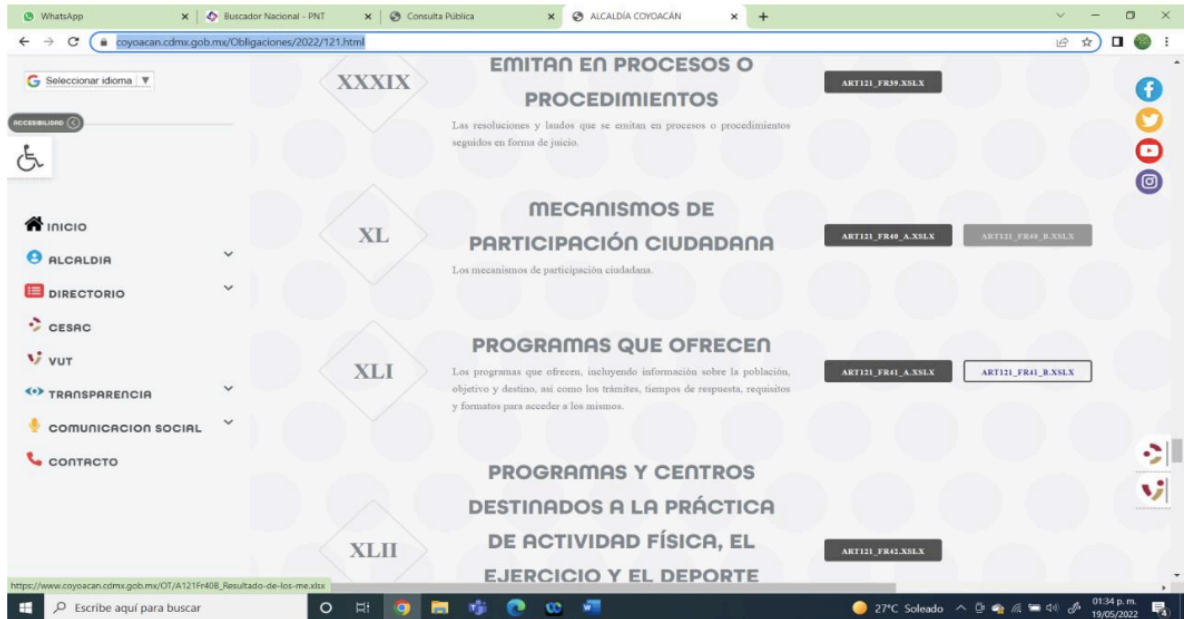 WhatsApp
Buscador Nacional - PNT
Consulta Pública
ALCALDÍA COYOACÁN
coyoacan.cdmx.gob.mx/Obligaciones/2022/121.html
Seleccionar idioma
ACCESIBILIDAD
INICIO
ALCALDIA
DIRECTORIO
CESAC
VUT
TRANSPARENCIA
COMUNICACION SOCIAL
CONTACTO
XXXIX
EMITAN EN PROCESOS O
PROCEDIMIENTOS
Las resoluciones y laudos que se emitan en procesos o procedimientos
seguidos en forma de juicio.
ART121_FR39.XSLX
XL
MECANISMOS DE
PARTICIPACIÓN CIUDADANA
Los mecanismos de participación ciudadana.
ART121_FR40_A.XSLX
ART121_FR40_B.XSLX
XLI
PROGRAMAS QUE OFRECEN
Los programas que ofrecen, incluyendo información sobre la población,
objetivo y destino, así como los trámites, tiempos de respuesta, requisitos
y formatos para acceder a los mismos.
ART121_FR41_A.XSLX
ART121_FR41_B.XSLX
XLII
PROGRAMAS Y CENTROS
DESTINADOS A LA PRÁCTICA
DE ACTIVIDAD FÍSICA, EL
EJERCICIO Y EL DEPORTE
ART121_FR42.XSLX
https://www.coyoacan.cdmx.gob.mx/OT/A121Fr40B_Resultado-de-los-me.xlsx
Escribe aquí para buscar
27°C Soleado
01:34 p. m.
19/05/2022
4